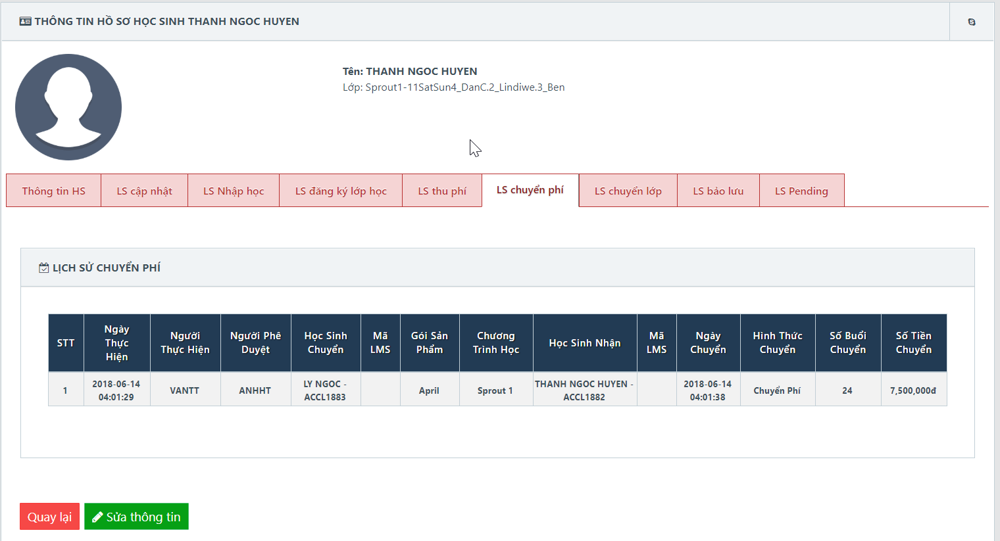 THÔNG TIN HỒ SƠ HỌC SINH THANH NGOC HUYEN
Tên: THANH NGOC HUYEN
Lớp: Sprout1-11SatSun4_DanC.2_Lindiwe.3_Ben
Thông tin HS
LS cập nhật
LS Nhập học
LS đăng ký lớp học
LS thu phí
LS chuyển phí
LS chuyển lớp
LS bảo lưu
LS Pending
LỊCH SỬ CHUYỂN PHÍ
STT
Ngày
Thực
Hiện
Người
Thực Hiện
Người Phê
Duyệt
Học Sinh
Chuyển
Mã
LMS
Gói Sản
Phẩm
Chương
Trình Học
Học Sinh Nhận
Mã
LMS
Ngày
Chuyển
Hình Thức
Chuyển
Số Buổi
Chuyển
Số Tiền
Chuyển
1
2018-06-14
04:01:29
VANTT
ANHHT
LY NGOC -
ACCL1883
April
Sprout 1
THANH NGOC HUYEN -
ACCL1882
2018-06-14
04:01:38
Chuyển Phí
24
7,500,000đ
Quay lại
Sửa thông tin